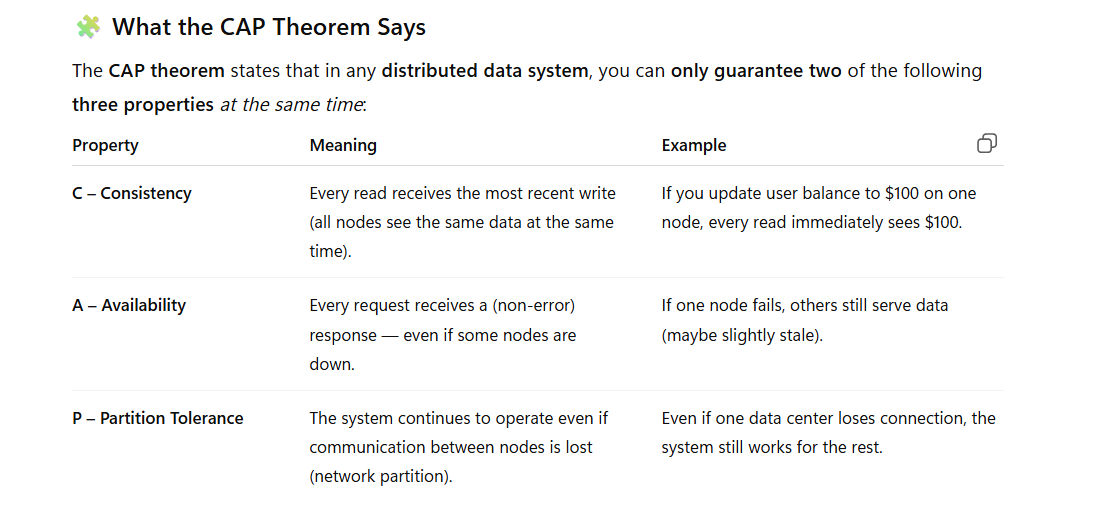 🧩 What the CAP Theorem Says
The CAP theorem states that in any distributed data system, you can only guarantee two of the following
three properties at the same time:
Property Meaning Example
C – Consistency Every read receives the most recent write If you update user balance to $100 on one
(all nodes see the same data at the same node, every read immediately sees $100.
time).
A – Availability Every request receives a (non-error) If one node fails, others still serve data
response — even if some nodes are (maybe slightly stale).
down.
P – Partition Tolerance The system continues to operate even if Even if one data center loses connection, the
communication between nodes is lost system still works for the rest.
(network partition).